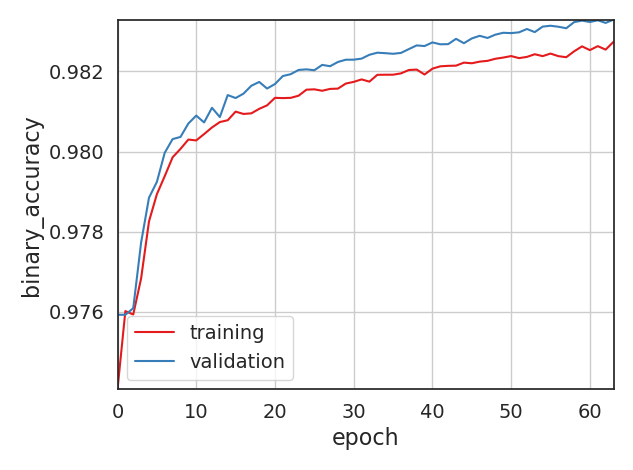 binary_accuracy
0.982
0.980
0.978
0.976
training
validation
0 10 20 30 40 50 60
epoch